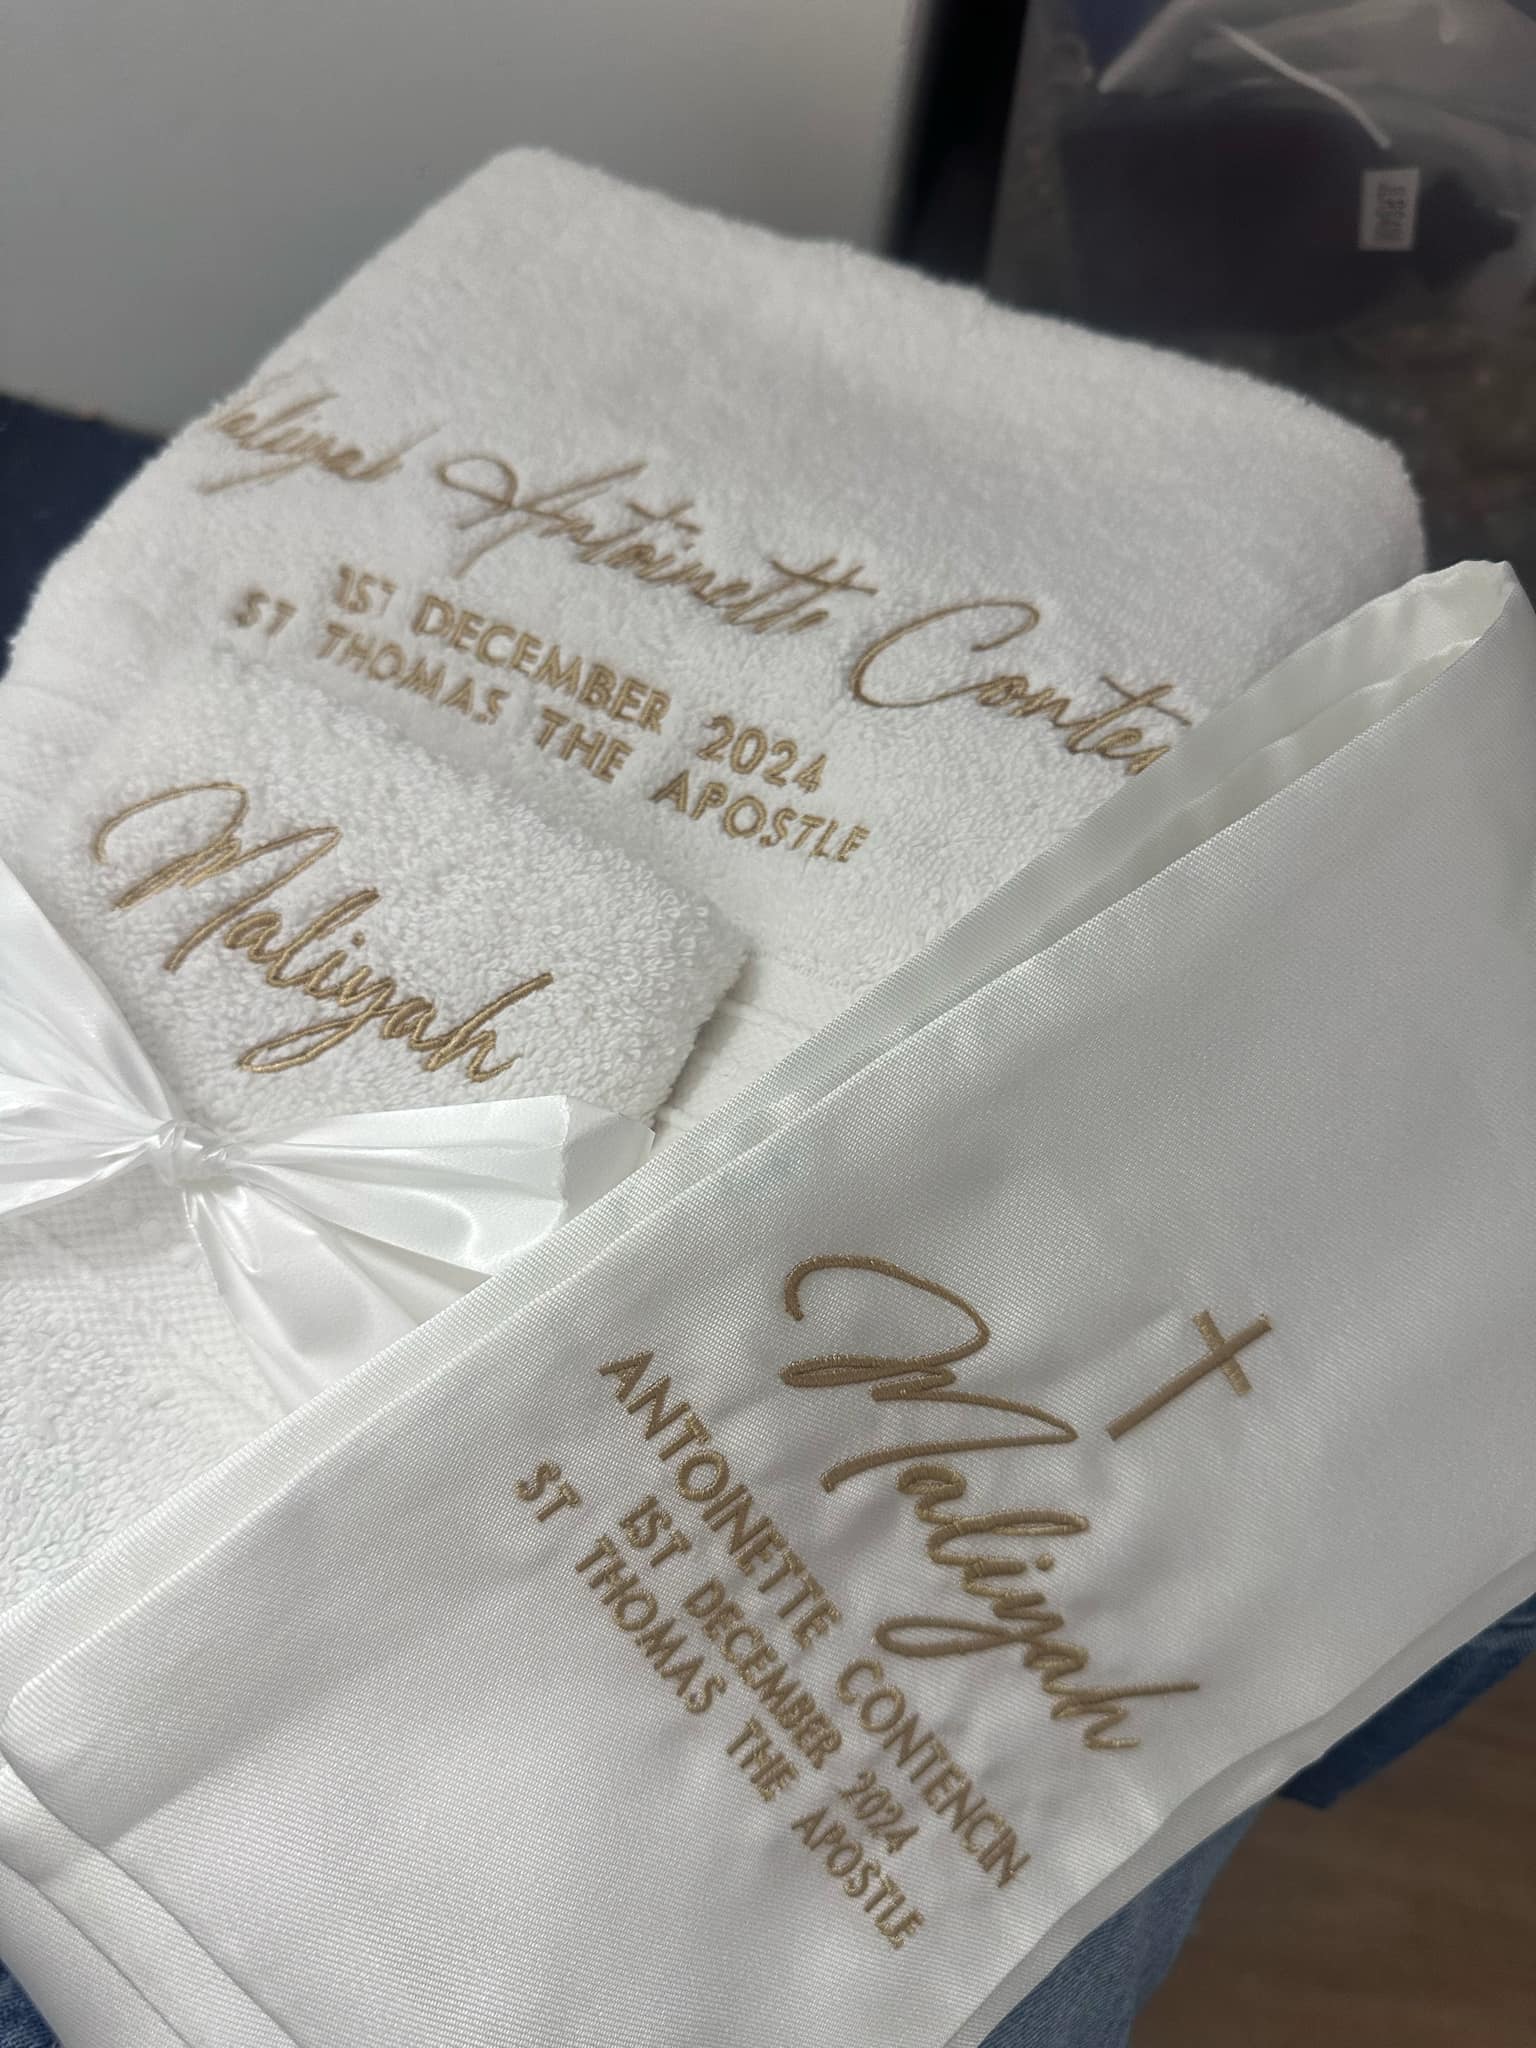 Maliyah Antoinette Conten
1ST DECEMBER 2024
ST THOMAS THE APOSTLE
Maliyah
Maliyah
ANTOINETTE CONTENCIN
1ST DECEMBER 2024
ST THOMAS THE APOSTLE